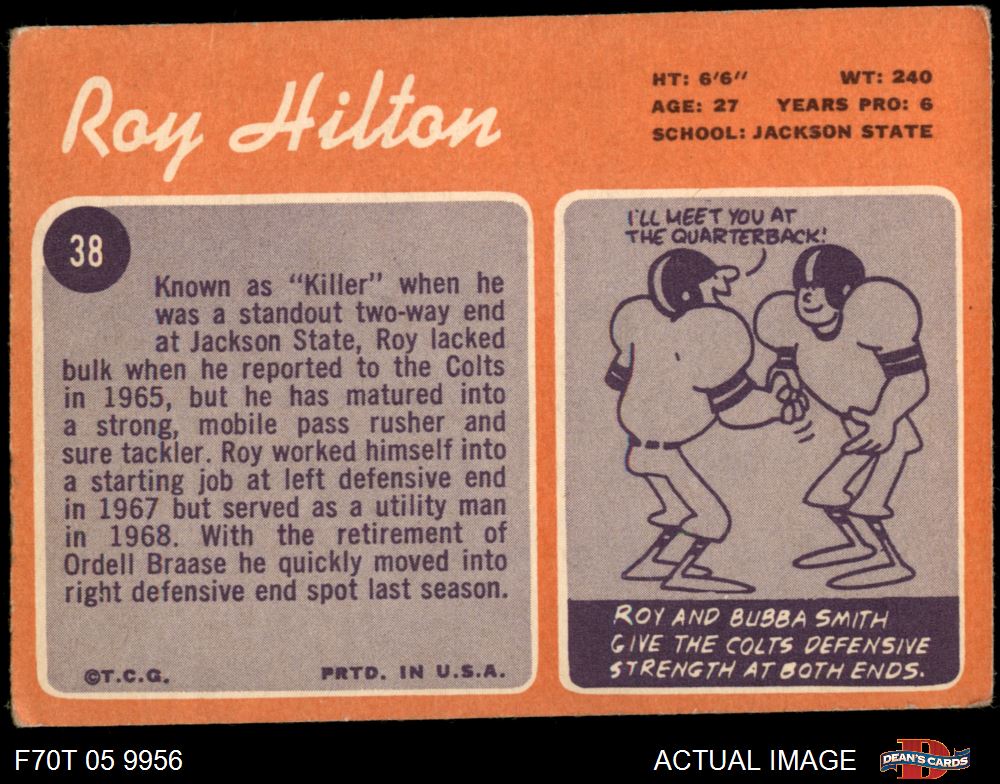 Roy Hilton
HT: 6'6" WT: 240
AGE: 27 YEARS PRO: 6
SCHOOL: JACKSON STATE
38
Known as "Killer" when he
was a standout two-way end
at Jackson State, Roy lacked
bulk when he reported to the Colts
in 1965, but he has matured into
a strong, mobile pass rusher and
sure tackler. Roy worked himself into
a starting job at left defensive end
in 1967 but served as a utility man
in 1968. With the retirement of
Ordell Braase he quickly moved into
right defensive end spot last season.
©T.C.G. PRTD. IN U.S.A.
I'LL MEET YOU AT
THE QUARTERBACK!
ROY AND BUBBA SMITH
GIVE THE COLTS DEFENSIVE
STRENGTH AT BOTH ENDS.
F70T 05 9956
ACTUAL IMAGE
D
DEAN'S CARDS